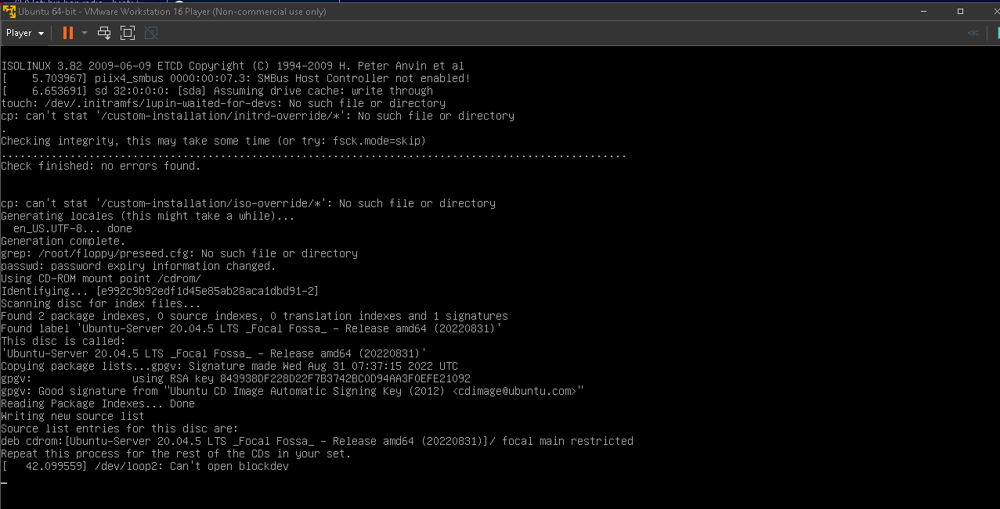 Ubuntu 64-bit - VMware Workstation 16 Player (Non-commercial use only)
Player
ISOLINUX 3.82 2009-06-09 ETCD Copyright (C) 1994-2009 H. Peter Anvin et al
[    5.703967] piix4_smbus 0000:00:07.3: SMBus Host Controller not enabled!
[    6.653691] sd 32:0:0:0: [sda] Assuming drive cache: write through
touch: /dev/.initramfs/lupin-waited-for-devs: No such file or directory
cp: can't stat '/custom-installation/initrd-override/*': No such file or directory
.
Checking integrity, this may take some time (or try: fsck.mode=skip)
....................................................................................................
Check finished: no errors found.
cp: can't stat '/custom-installation/iso-override/*': No such file or directory
Generating locales (this might take a while)...
  en_US.UTF-8... done
Generation complete.
grep: /root/floppy/preseed.cfg: No such file or directory
passwd: password expiry information changed.
Using CD-ROM mount point /cdrom/
Identifying... [e992c9b92edf1d45e85ab28aca1dbd91-2]
Scanning disc for index files...
Found 2 package indexes, 0 source indexes, 0 translation indexes and 1 signatures
Found label 'Ubuntu-Server 20.04.5 LTS _Focal Fossa_ - Release amd64 (20220831)'
This disc is called:
'Ubuntu-Server 20.04.5 LTS _Focal Fossa_ - Release amd64 (20220831)'
Copying package lists...gpgv: Signature made Wed Aug 31 07:37:15 2022 UTC
gpgv:                using RSA key 843938DF228D22F7B3742BC0D94AA3F0EFE21092
gpgv: Good signature from "Ubuntu CD Image Automatic Signing Key (2012) <cdimage@ubuntu.com>"
Reading Package Indexes... Done
Writing new source list
Source list entries for this disc are:
deb cdrom:[Ubuntu-Server 20.04.5 LTS _Focal Fossa_ - Release amd64 (20220831)]/ focal main restricted
Repeat this process for the rest of the CDs in your set.
[   42.099559] /dev/loop2: Can't open blockdev